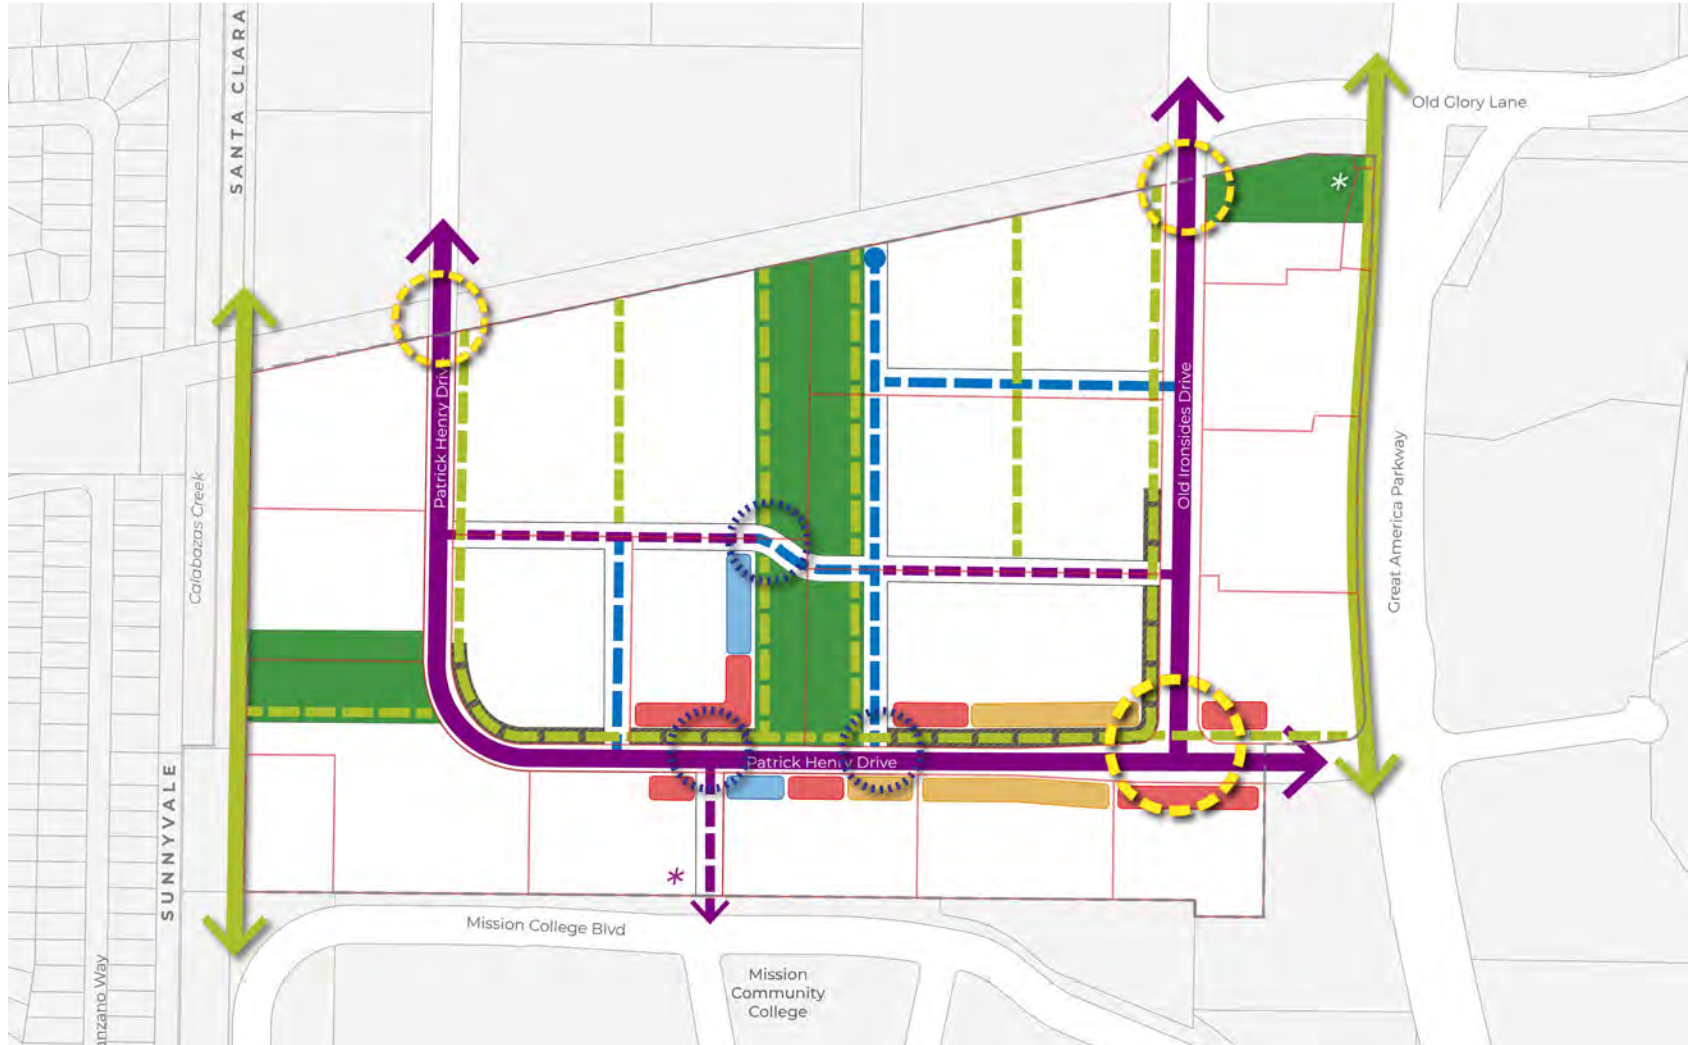 SANTA CLARA
Old Glory Lane
Patrick Henry Drive
Old Ironsides Drive
Great America Parkway
Calabazas Creek
Patrick Henry Drive
SUNNYVALE
Mission College Blvd
Mission
Community
College
anzano Way